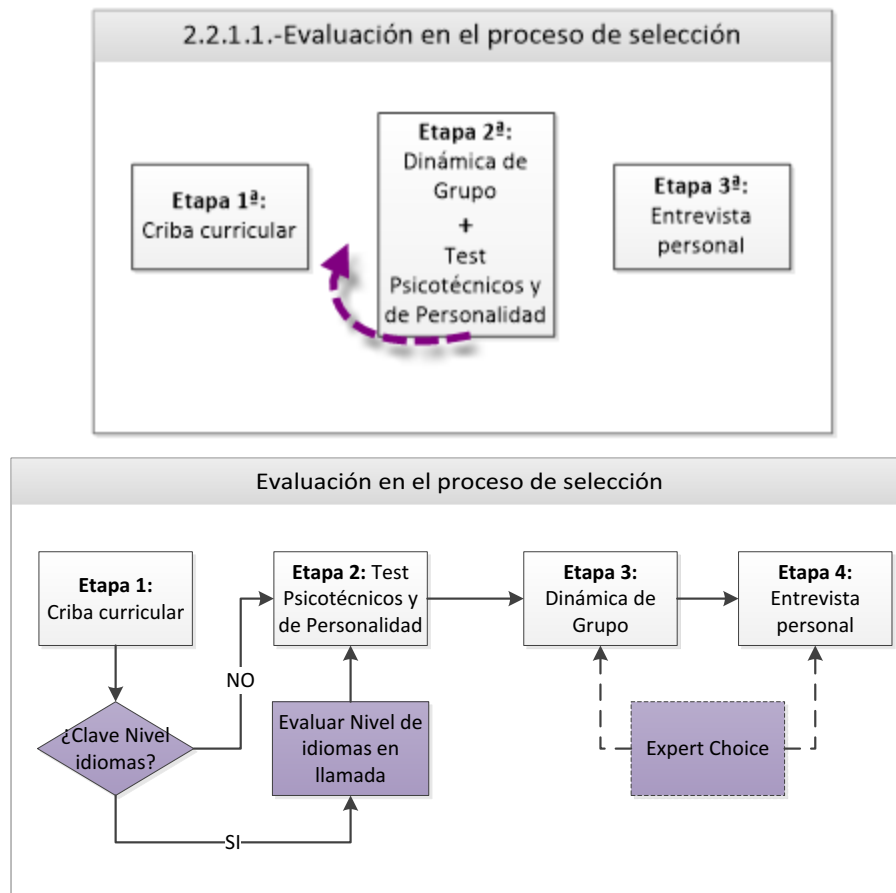 2.2.1.1.-Evaluación en el proceso de selección
Etapa 1ª:
Criba curricular
Etapa 2ª:
Dinámica de
Grupo
+
Test
Psicotécnicos y
de Personalidad
Etapa 3ª:
Entrevista
personal
Evaluación en el proceso de selección
Etapa 1:
Criba curricular
Etapa 2: Test
Psicotécnicos y
de Personalidad
Etapa 3:
Dinámica de
Grupo
Etapa 4:
Entrevista
personal
NO
¿Clave Nivel
idiomas?
Evaluar Nivel de
idiomas en
llamada
Expert Choice
SI